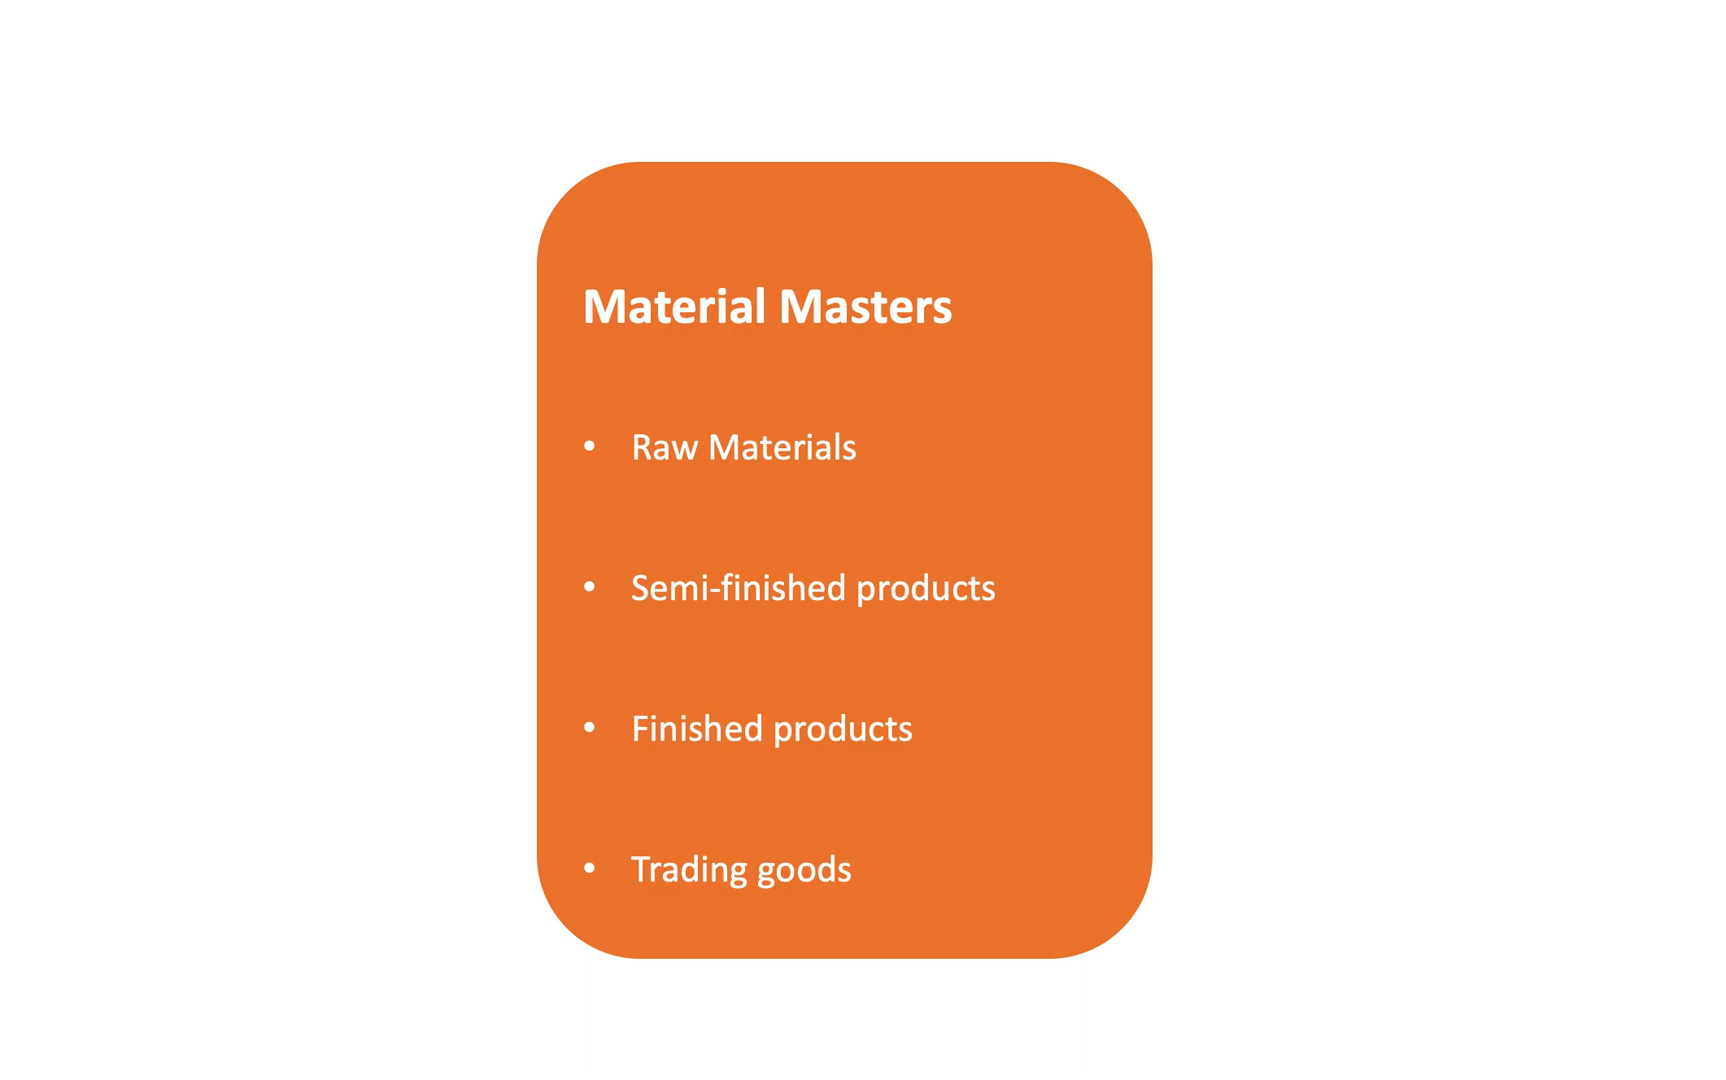 Material Masters
• Raw Materials
• Semi-finished products
• Finished products
• Trading goods